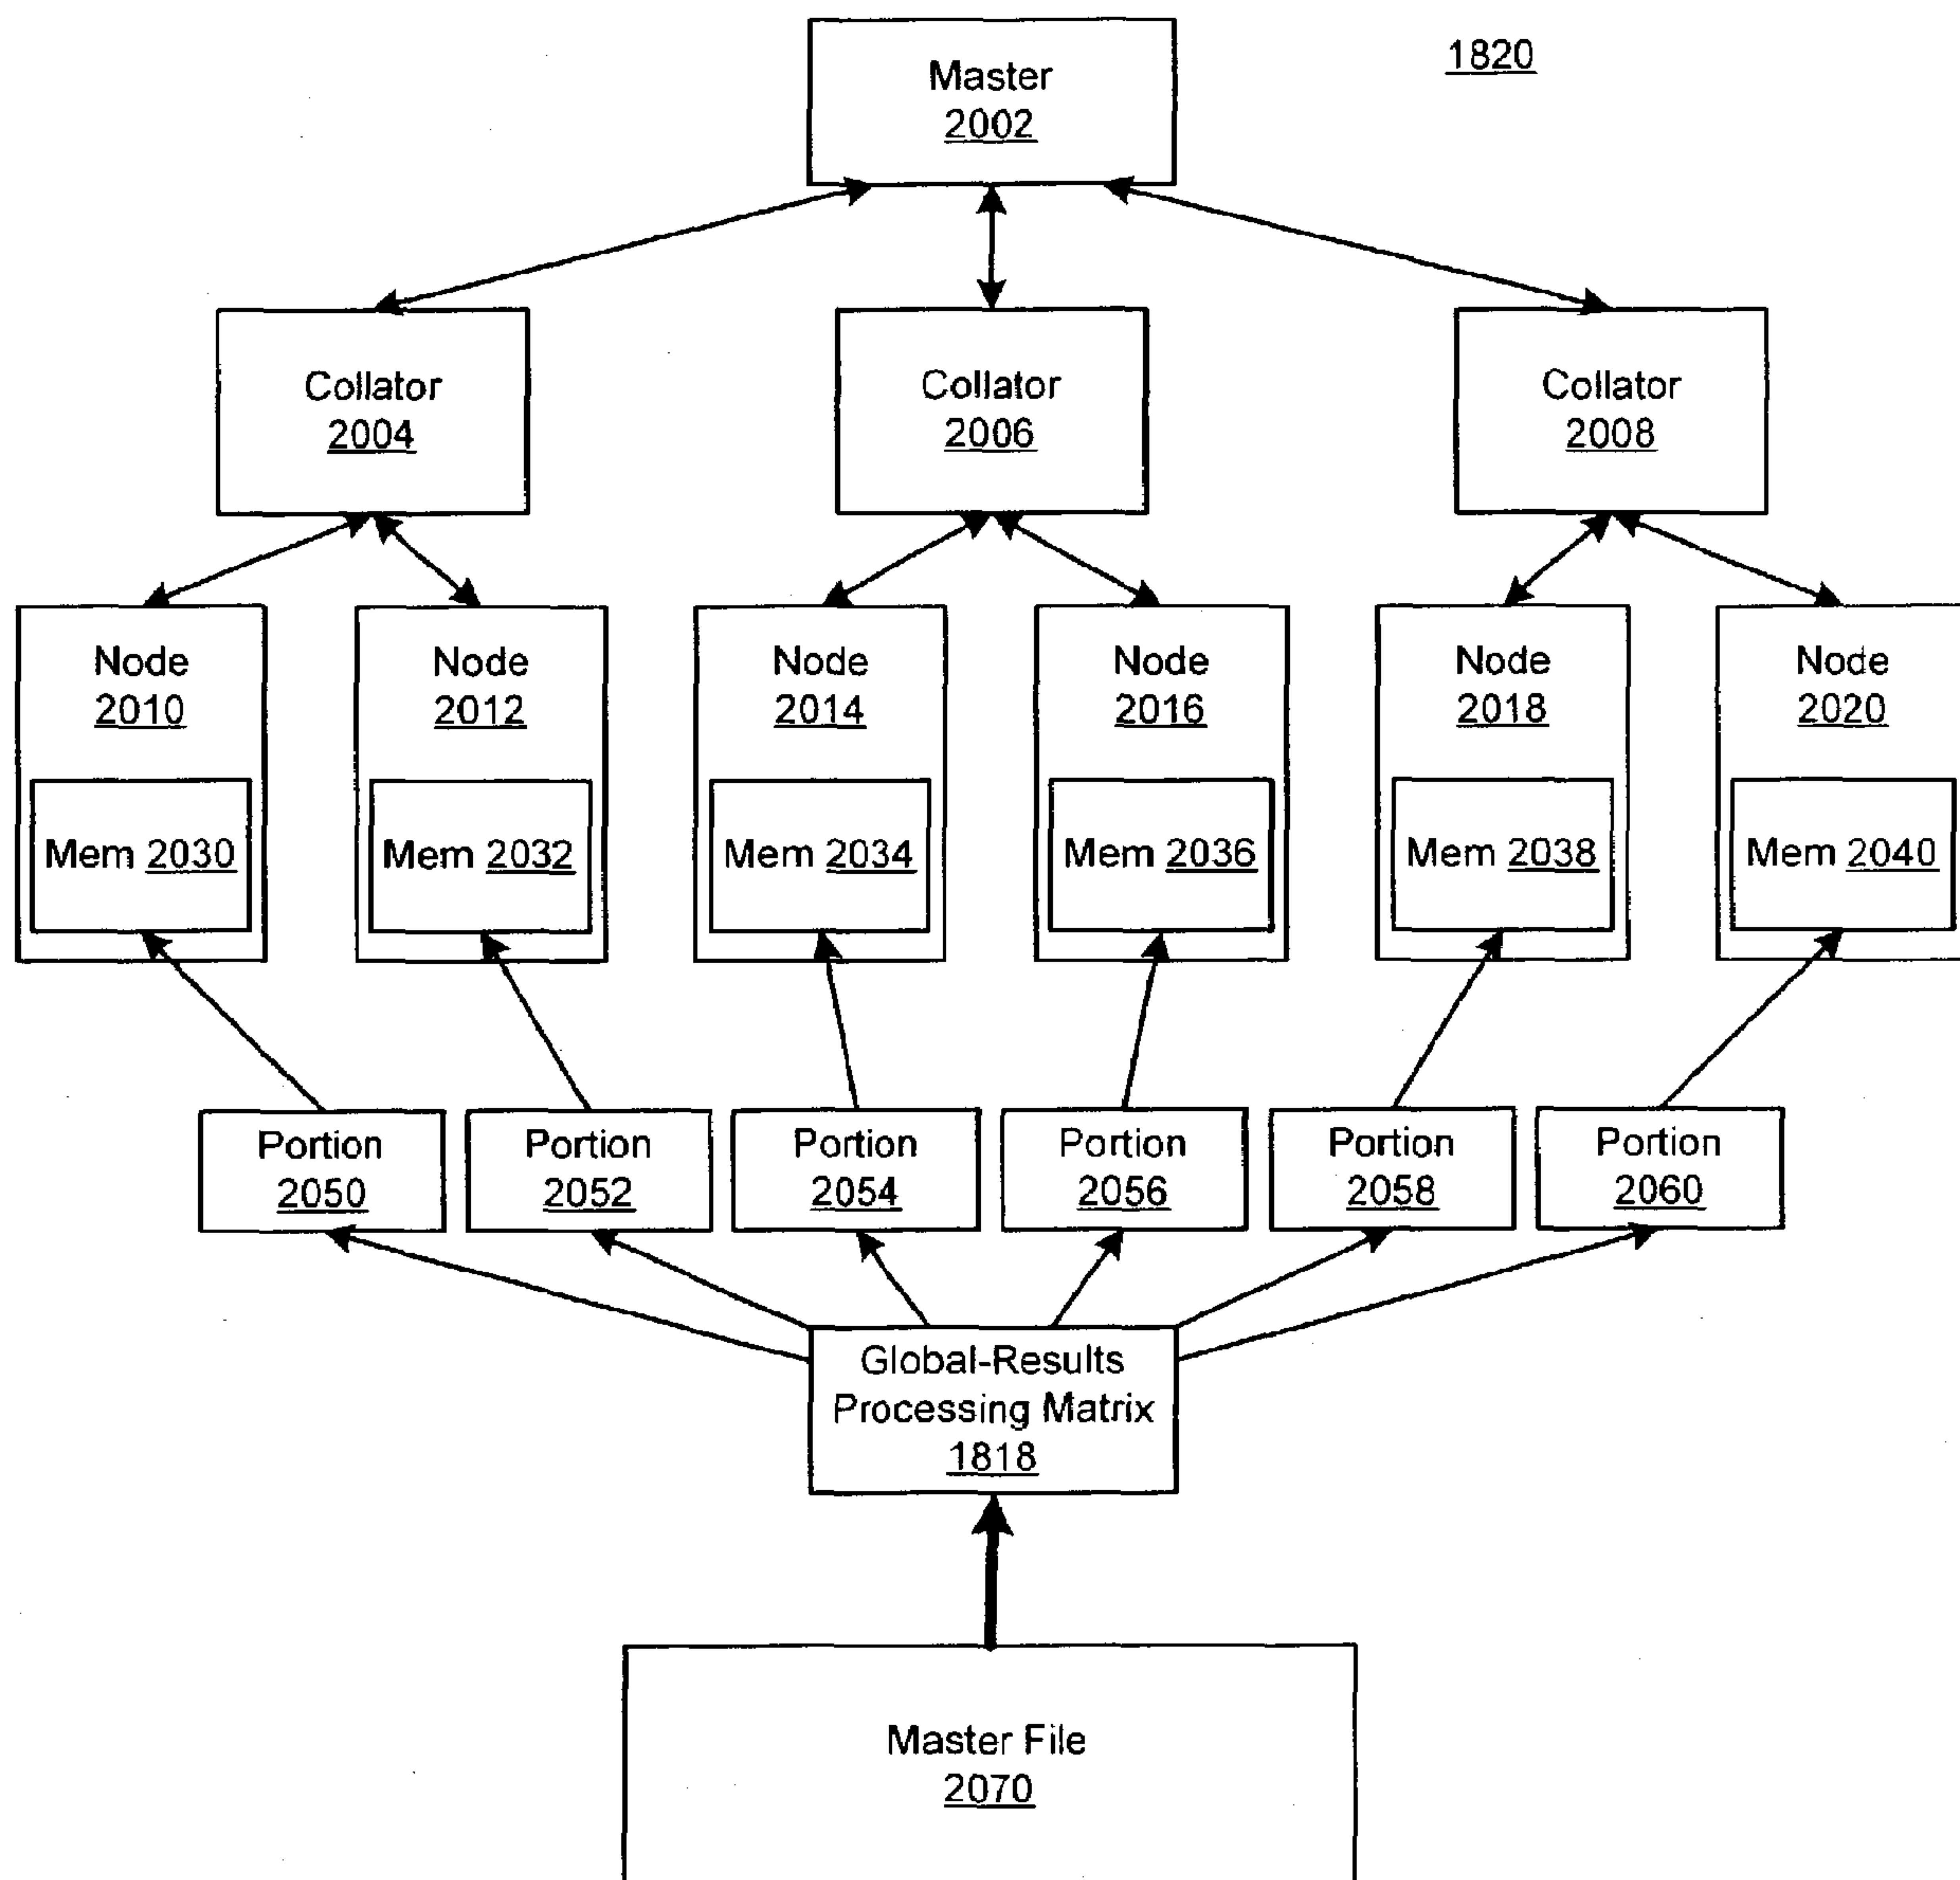 1820
Master
2002
Collator
2004
Collator
2006
Collator
2008
Node
2010
Node
2012
Node
2014
Node
2016
Node
2018
Node
2020
Mem 2030
Mem 2032
Mem 2034
Mem 2036
Mem 2038
Mem 2040
Portion
2050
Portion
2052
Portion
2054
Portion
2056
Portion
2058
Portion
2060
Global-Results
Processing Matrix
1818
Master File
2070